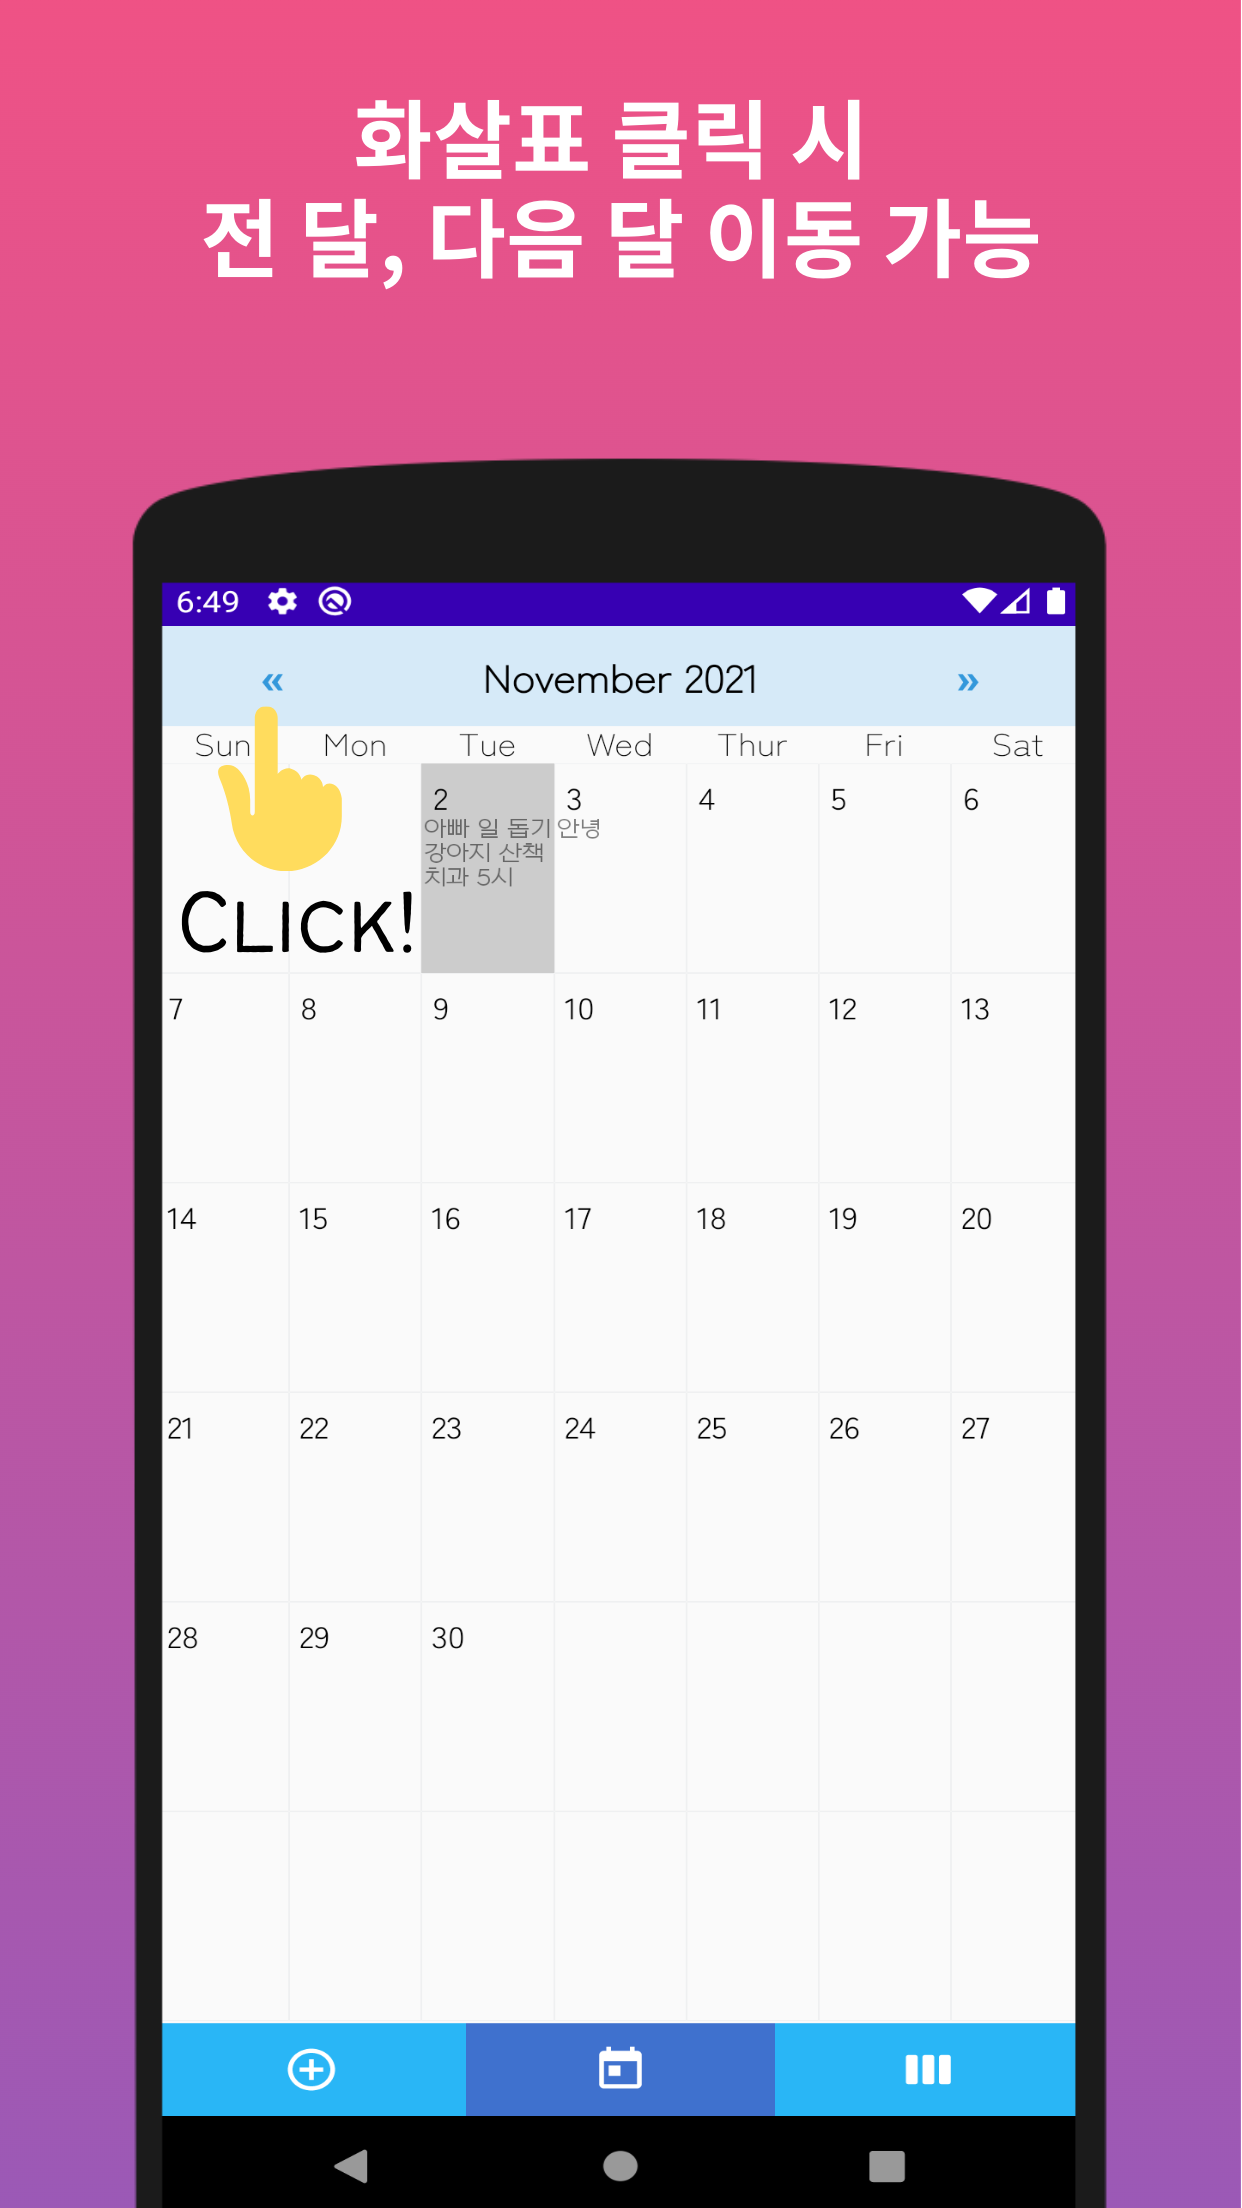 화살표 클릭 시
전 달, 다음 달 이동 가능
6:49
« November 2021 »
Sun Mon Tue Wed Thur Fri Sat
2 3 4 5 6
아빠 일 돕기 안녕
강아지 산책
치과 5시
CLICK!
7 8 9 10 11 12 13
14 15 16 17 18 19 20
21 22 23 24 25 26 27
28 29 30